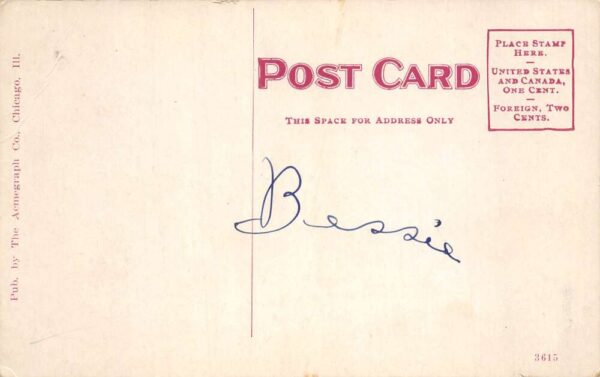 Pub. by The Acmegraph Co., Chicago, Ill.
POST CARD
THIS SPACE FOR ADDRESS ONLY
PLACE STAMP
HERE.
—
UNITED STATES
AND CANADA,
ONE CENT.
—
FOREIGN, TWO
CENTS.
Bessie
3615